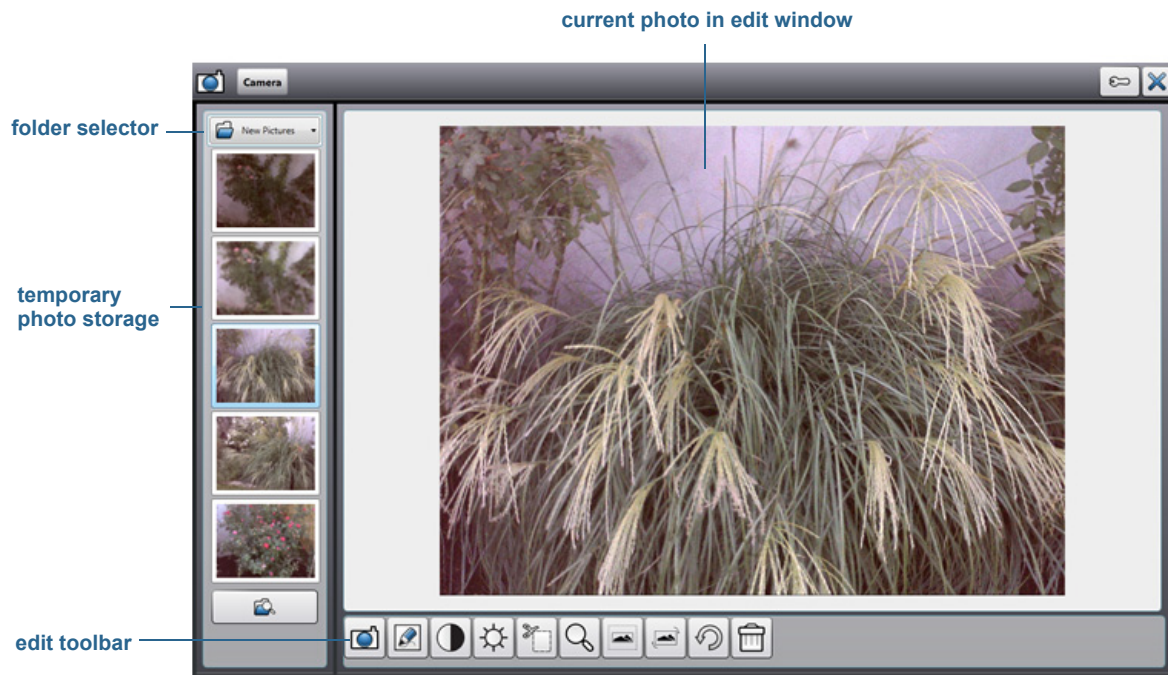 current photo in edit window
Camera
folder selector
New Pictures
temporary
photo storage
edit toolbar